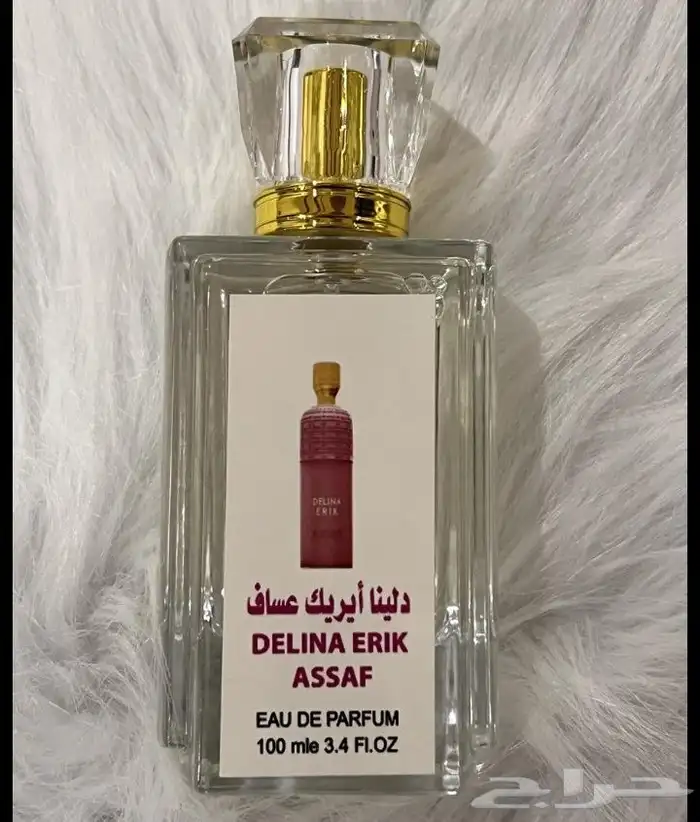 DELINA
ERIK
دلينا أيريك عساف
DELINA ERIK
ASSAF
EAU DE PARFUM
100 mle 3.4 Fl.OZ
حراج